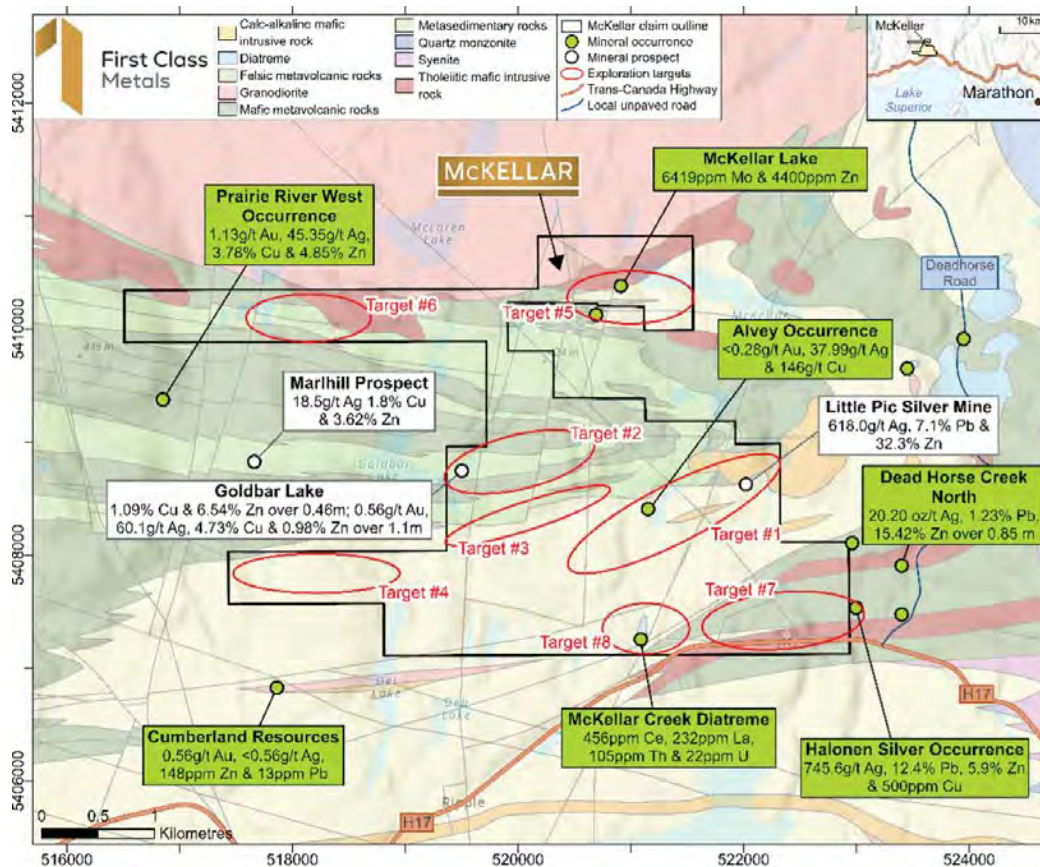 First Class
Metals
Calc-alkaline mafic
intrusive rock
Diatreme
Felsic metavolcanic rocks
Granodiorite
Mafic metavolcanic rocks
Metasedimentary rocks
Quartz monzonite
Syenite
Tholeiitic mafic intrusive
rock
McKellar claim outline
Mineral occurrence
Mineral prospect
Exploration targets
Trans-Canada Highway
Local unpaved road
McKellar
10 km
Lake
Superior
Marathon
5412000
5410000
5408000
5406000
McKELLAR
McKellar Lake
6419ppm Mo & 4400ppm Zn
Prairie River West
Occurrence
1.13g/t Au, 45.35g/t Ag,
3.78% Cu & 4.85% Zn
McLaren
Lake
Deadhorse
Road
Target #6
Target #5
Alvey Occurrence
<0.28g/t Au, 37.99g/t Ag
& 146g/t Cu
419 m
Marlhill Prospect
18.5g/t Ag 1.8% Cu
& 3.62% Zn
Little Pic Silver Mine
618.0g/t Ag, 7.1% Pb &
32.3% Zn
Target #2
Goldbar
Lake
Goldbar Lake
1.09% Cu & 6.54% Zn over 0.46m; 0.56g/t Au,
60.1g/t Ag, 4.73% Cu & 0.98% Zn over 1.1m
Dead Horse Creek
North
20.20 oz/t Ag, 1.23% Pb,
15.42% Zn over 0.85 m
Target #3
Target #1
Target #4
Target #7
Target #8
Lake
Lake
H17
Cumberland Resources
0.56g/t Au, <0.56g/t Ag,
148ppm Zn & 13ppm Pb
McKellar Creek Diatreme
456ppm Ce, 232ppm La,
105ppm Th & 22ppm U
Halonen Silver Occurrence
745.6g/t Ag, 12.4% Pb, 5.9% Zn
& 500ppm Cu
H17
0 0.5 1
Kilometres
516000 518000 520000 522000 524000